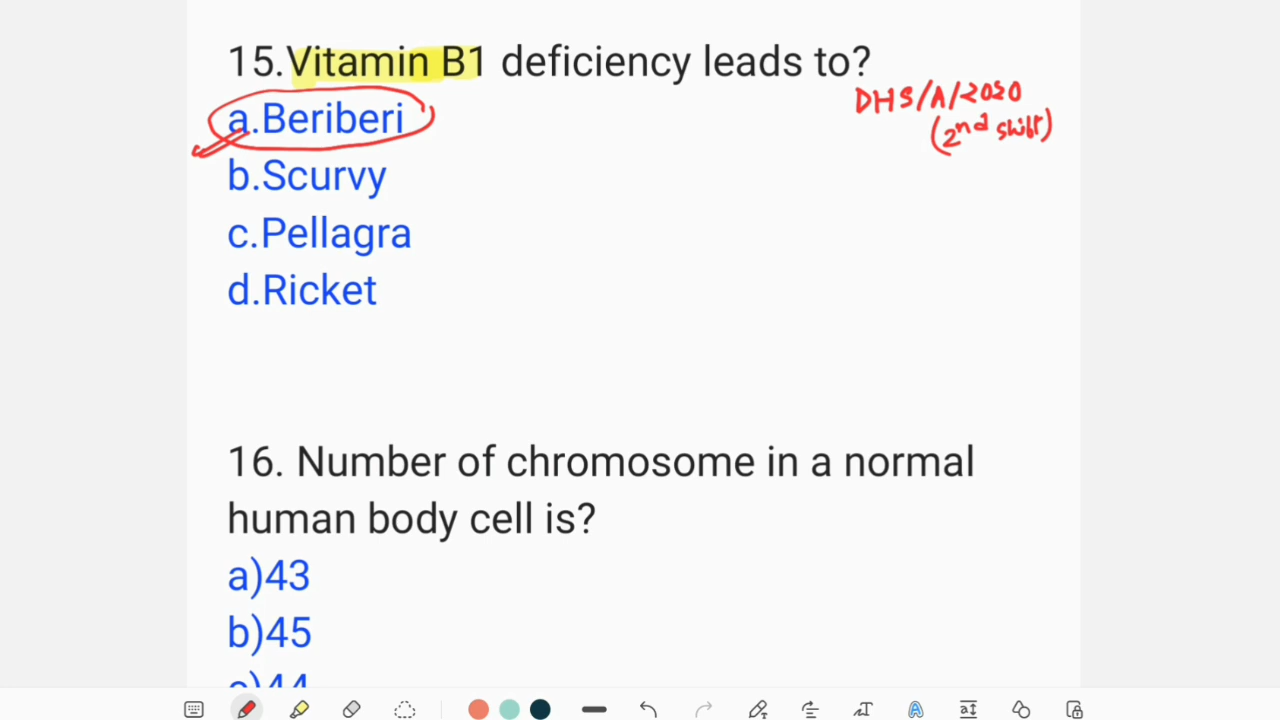 15.Vitamin B1 deficiency leads to?
DHS/A/2020
(2nd shift)
a.Beriberi
b.Scurvy
c.Pellagra
d.Ricket
16. Number of chromosome in a normal
human body cell is?
a)43
b)45
c)44